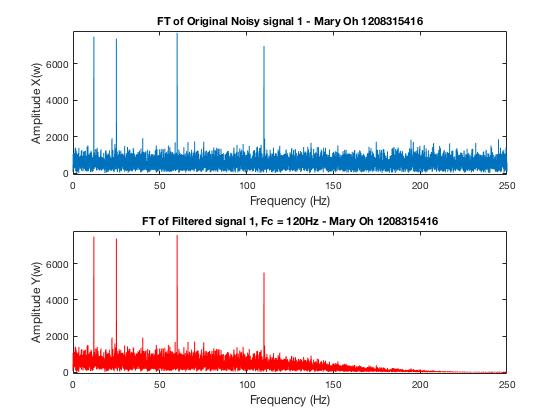 FT of Original Noisy signal 1 - Mary Oh 1208315416
Amplitude X(w)
6000
4000
2000
0
0 50 100 150 200 250
Frequency (Hz)
FT of Filtered signal 1, Fc = 120Hz - Mary Oh 1208315416
Amplitude Y(w)
6000
4000
2000
0
0 50 100 150 200 250
Frequency (Hz)